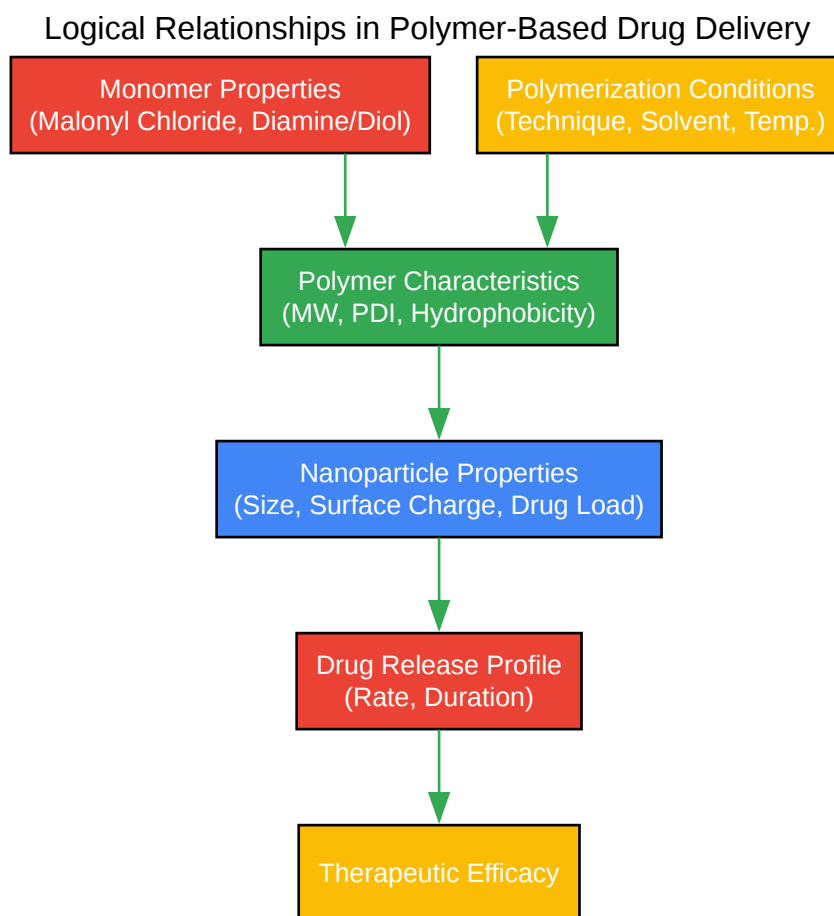 Logical Relationships in Polymer-Based Drug Delivery
Monomer Properties
(Malonyl Chloride, Diamine/Diol)
Polymerization Conditions
(Technique, Solvent, Temp.)
Polymer Characteristics
(MW, PDI, Hydrophobicity)
Nanoparticle Properties
(Size, Surface Charge, Drug Load)
Drug Release Profile
(Rate, Duration)
Therapeutic Efficacy